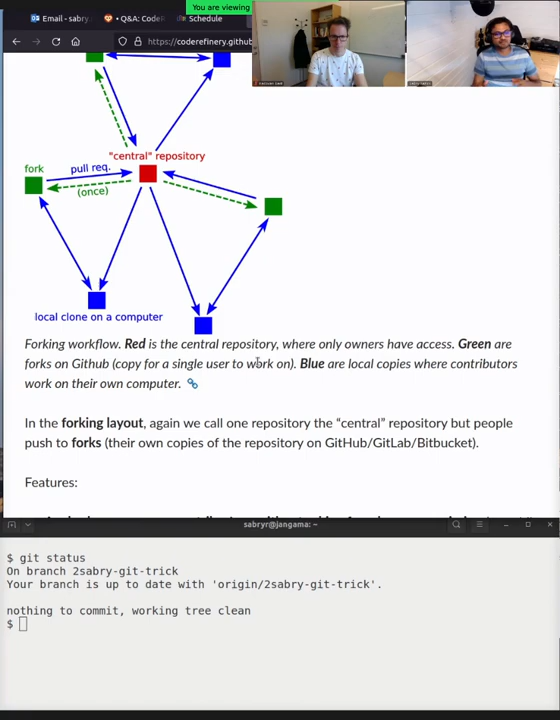 You are viewing
Email - sabry.
Q&A: CodeR
Schedule
https://coderefinery.github
"central" repository
fork
pull req.
(once)
local clone on a computer
Forking workflow. Red is the central repository, where only owners have access. Green are
forks on Github (copy for a single user to work on). Blue are local copies where contributors
work on their own computer.
In the forking layout, again we call one repository the “central” repository but people
push to forks (their own copies of the repository on GitHub/GitLab/Bitbucket).
Features:
sabryr@jangama: ~
$ git status
On branch 2sabry-git-trick
Your branch is up to date with 'origin/2sabry-git-trick'.
nothing to commit, working tree clean
$